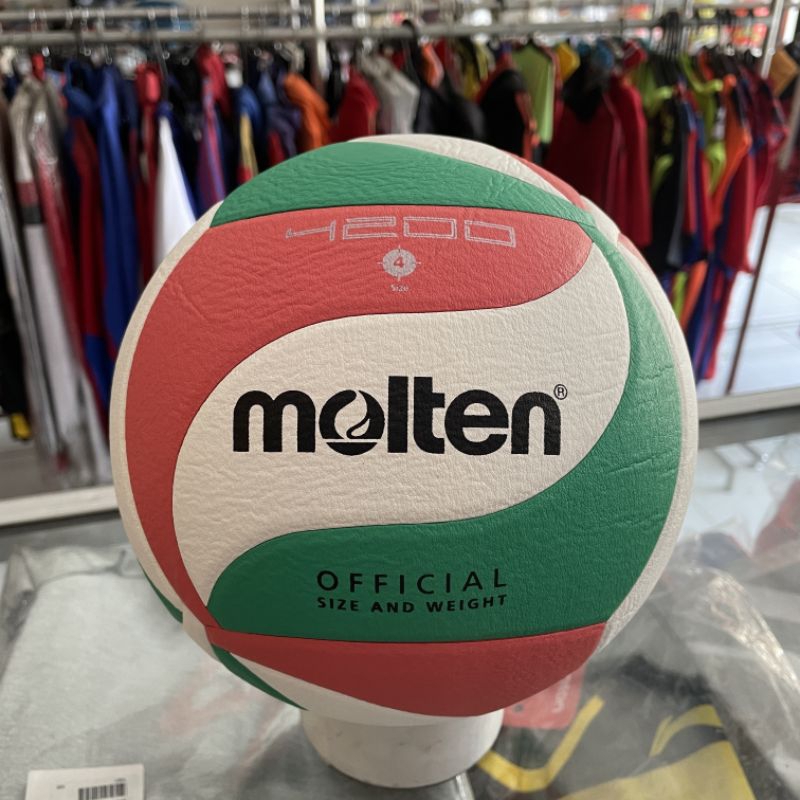 4200
4
Size
molten®
OFFICIAL
SIZE AND WEIGHT